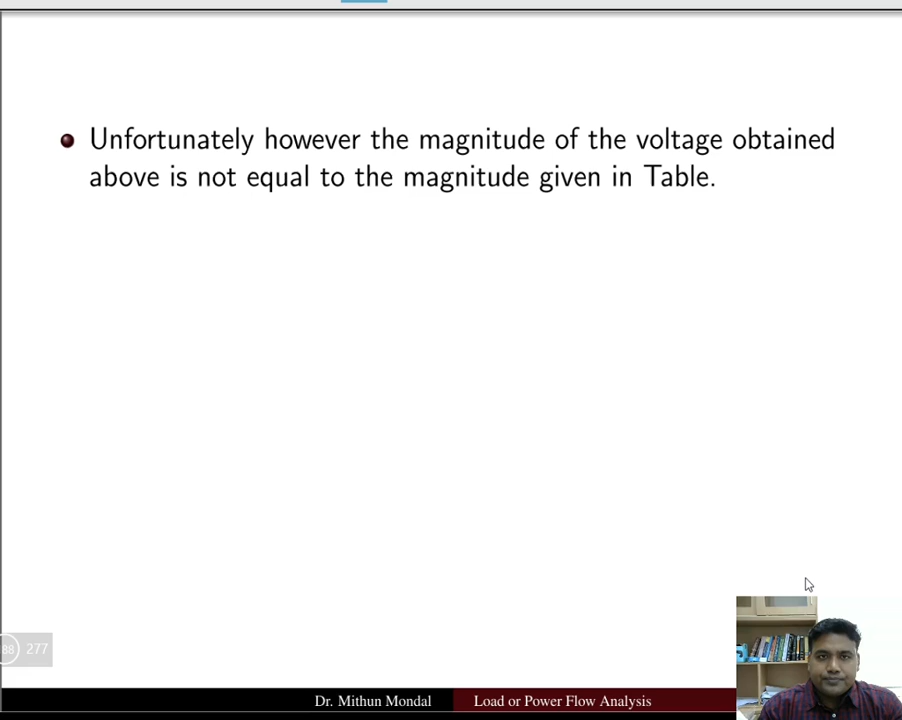 Unfortunately however the magnitude of the voltage obtained
above is not equal to the magnitude given in Table.
88 277
Dr. Mithun Mondal Load or Power Flow Analysis